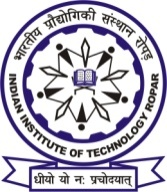 भारतीय प्रौद्योगिकी संस्थान रोपड़
INDIAN INSTITUTE OF TECHNOLOGY ROPAR
धीयो यो न: प्रचोदयात्